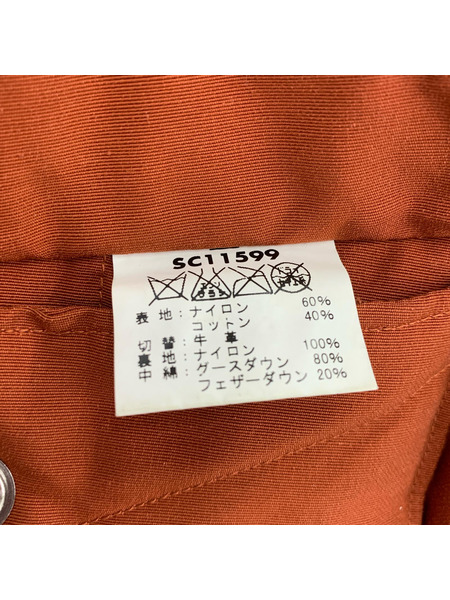 SC11599
表 地: ナイロン 60%
コットン 40%
切 替: 牛 革
裏 地: ナイロン 100%
中 綿: グースダウン 80%
フェザーダウン 20%